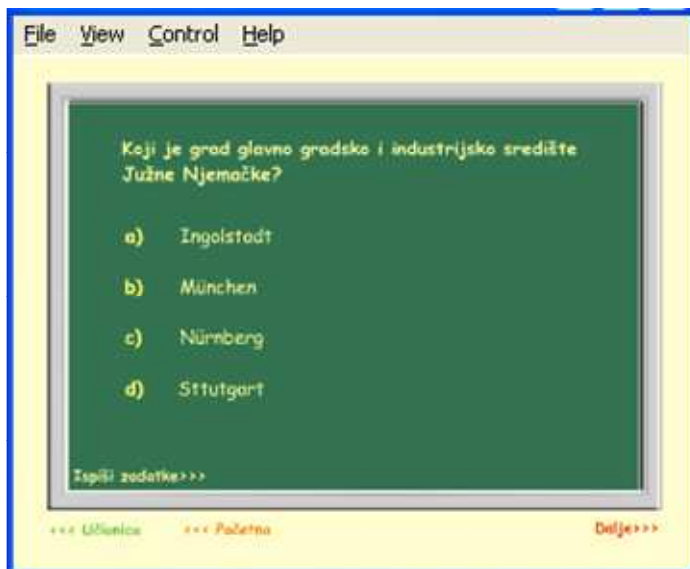 File View Control Help
Koji je grad glavno gradsko i industrijsko središte
Južne Njemačke?
a) Ingolstadt
b) München
c) Nürnberg
d) Sttutgart
Ispiši zadatke>>>
<<< Učionica <<< Početna Dalje>>>